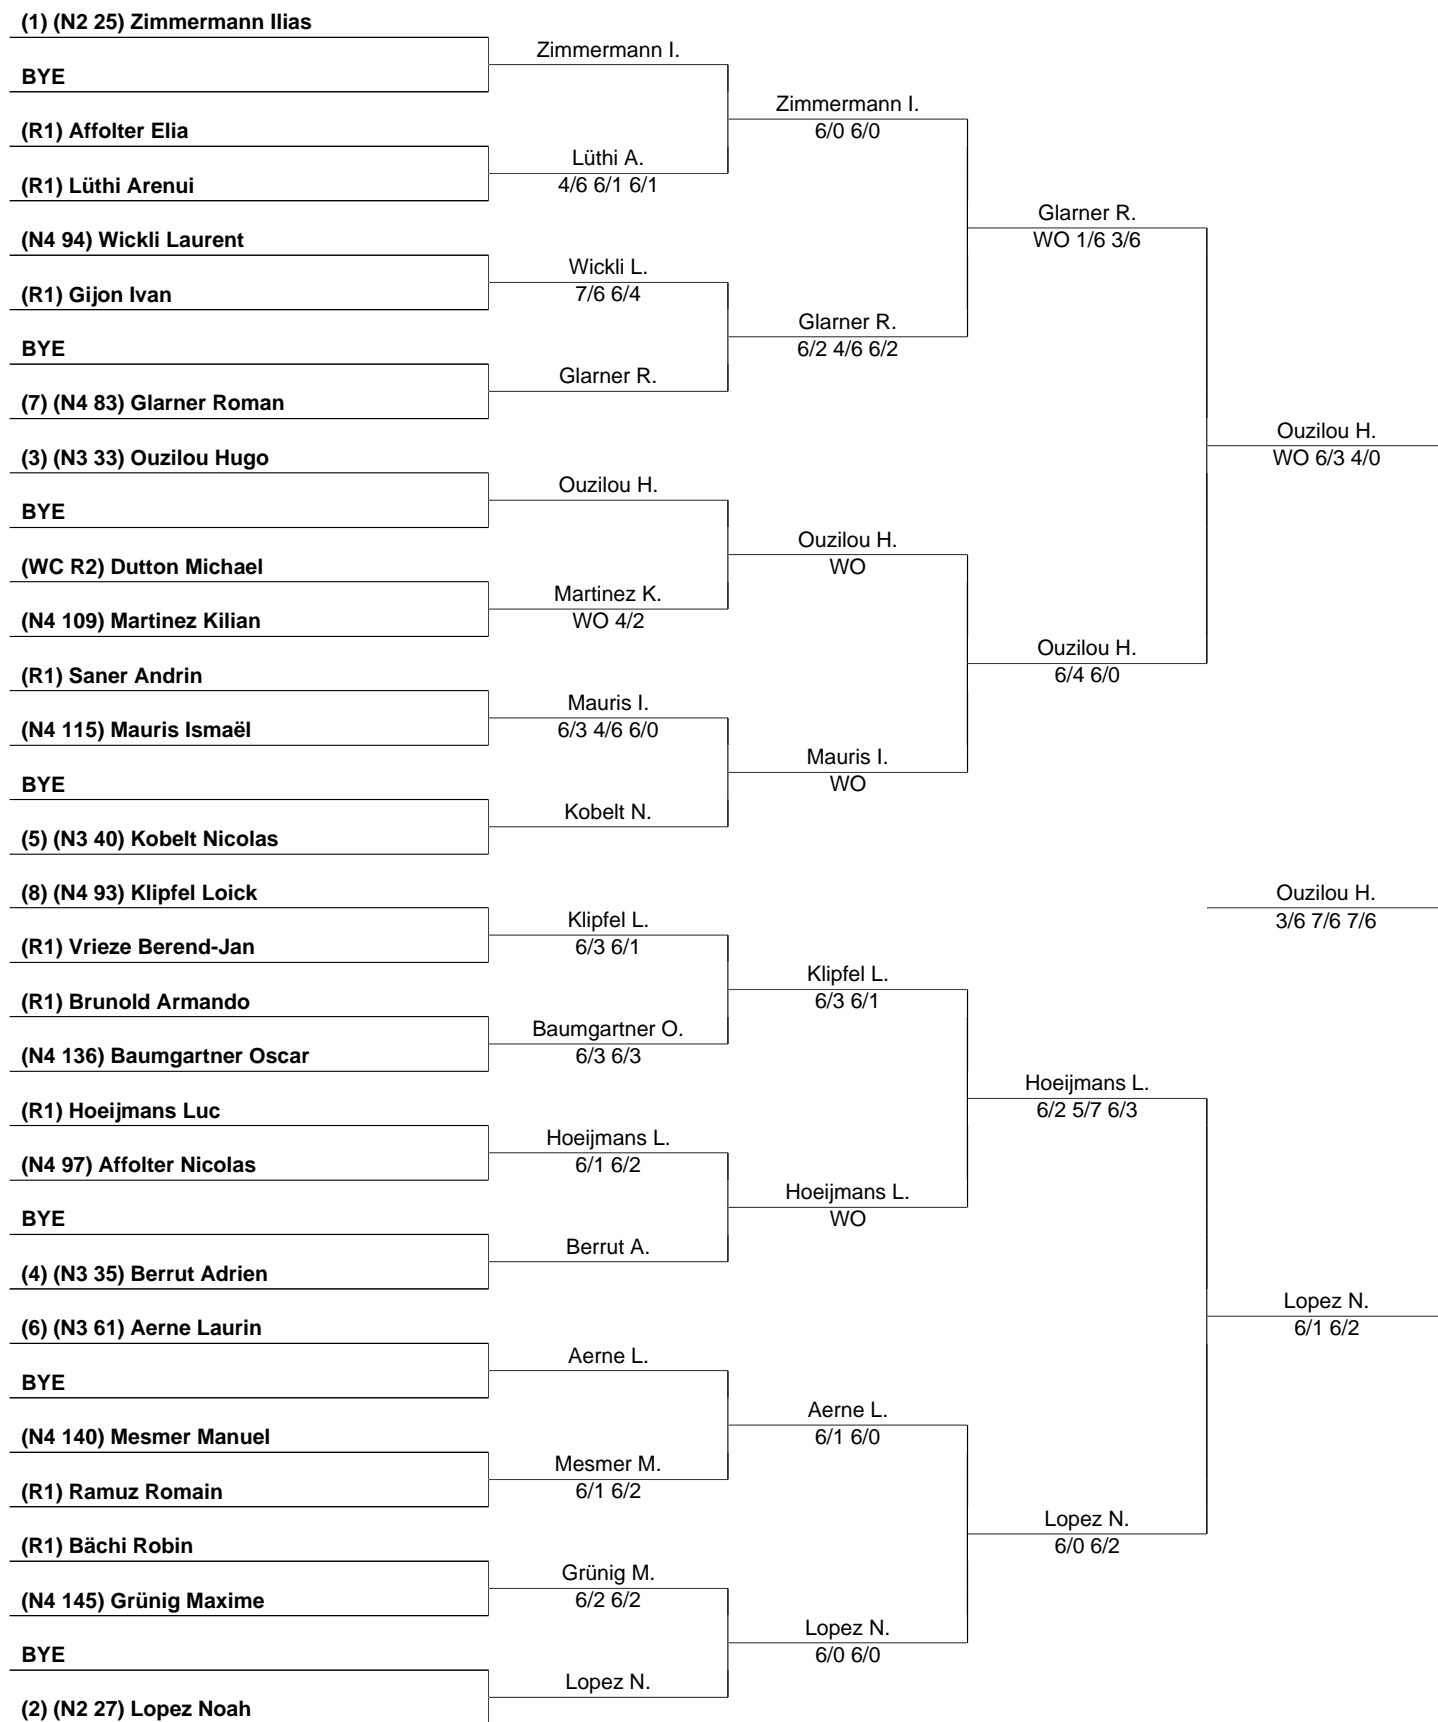 (1) (N2 25) Zimmermann Ilias
Zimmermann I.
BYE
Zimmermann I.
6/0 6/0
(R1) Affolter Elia
Lüthi A.
4/6 6/1 6/1
(R1) Lüthi Arenui
Glarner R.
WO 1/6 3/6
(N4 94) Wickli Laurent
Wickli L.
7/6 6/4
(R1) Gijon Ivan
Glarner R.
6/2 4/6 6/2
BYE
Glarner R.
(7) (N4 83) Glarner Roman
Ouzilou H.
WO 6/3 4/0
(3) (N3 33) Ouzilou Hugo
Ouzilou H.
BYE
Ouzilou H.
WO
(WC R2) Dutton Michael
Martinez K.
WO 4/2
(N4 109) Martinez Kilian
Ouzilou H.
6/4 6/0
(R1) Saner Andrin
Mauris I.
6/3 4/6 6/0
(N4 115) Mauris Ismaël
Mauris I.
WO
BYE
Kobelt N.
(5) (N3 40) Kobelt Nicolas
(8) (N4 93) Klipfel Loick
Ouzilou H.
3/6 7/6 7/6
Klipfel L.
6/3 6/1
(R1) Vrieze Berend-Jan
Klipfel L.
6/3 6/1
(R1) Brunold Armando
Baumgartner O.
6/3 6/3
(N4 136) Baumgartner Oscar
Hoeijmans L.
6/2 5/7 6/3
(R1) Hoeijmans Luc
Hoeijmans L.
6/1 6/2
(N4 97) Affolter Nicolas
Hoeijmans L.
WO
BYE
Berrut A.
(4) (N3 35) Berrut Adrien
Lopez N.
6/1 6/2
(6) (N3 61) Aerne Laurin
Aerne L.
BYE
Aerne L.
6/1 6/0
(N4 140) Mesmer Manuel
Mesmer M.
6/1 6/2
(R1) Ramuz Romain
Lopez N.
6/0 6/2
(R1) Bächi Robin
Grünig M.
6/2 6/2
(N4 145) Grünig Maxime
Lopez N.
6/0 6/0
BYE
Lopez N.
(2) (N2 27) Lopez Noah